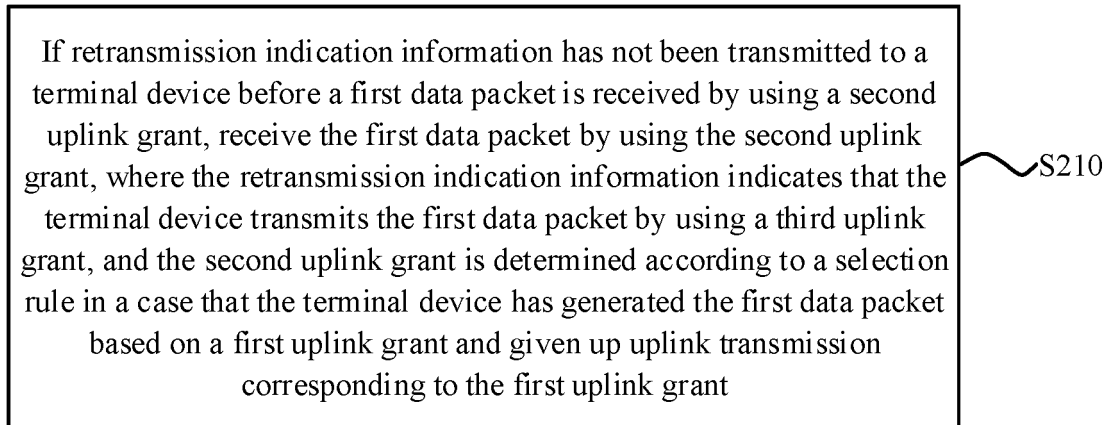 If retransmission indication information has not been transmitted to a
terminal device before a first data packet is received by using a second
uplink grant, receive the first data packet by using the second uplink
grant, where the retransmission indication information indicates that the
terminal device transmits the first data packet by using a third uplink
grant, and the second uplink grant is determined according to a selection
rule in a case that the terminal device has generated the first data packet
based on a first uplink grant and given up uplink transmission
corresponding to the first uplink grant
S210